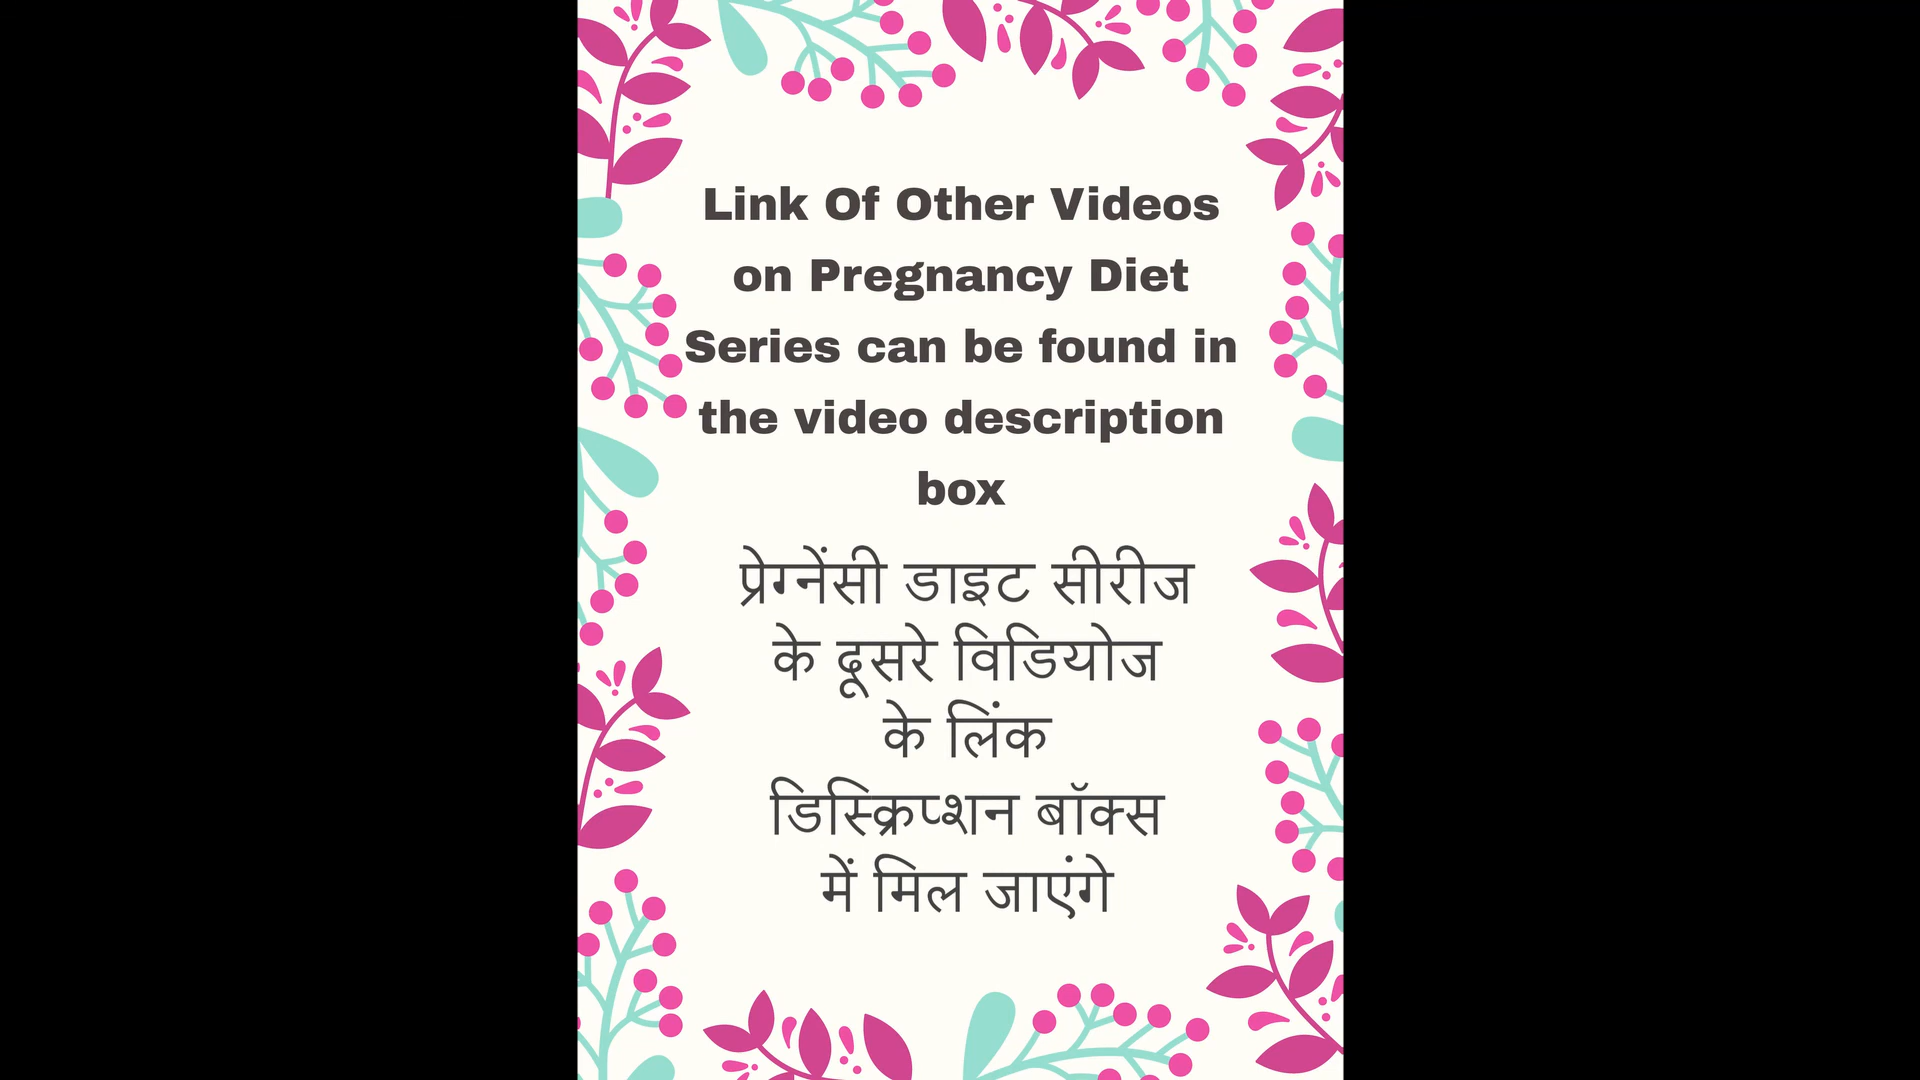 Link Of Other Videos
on Pregnancy Diet
Series can be found in
the video description
box
प्रेग्नेंसी डाइट सीरीज
के दूसरे विडियोज
के लिंक
डिस्क्रिप्शन बॉक्स
में मिल जाएंगे